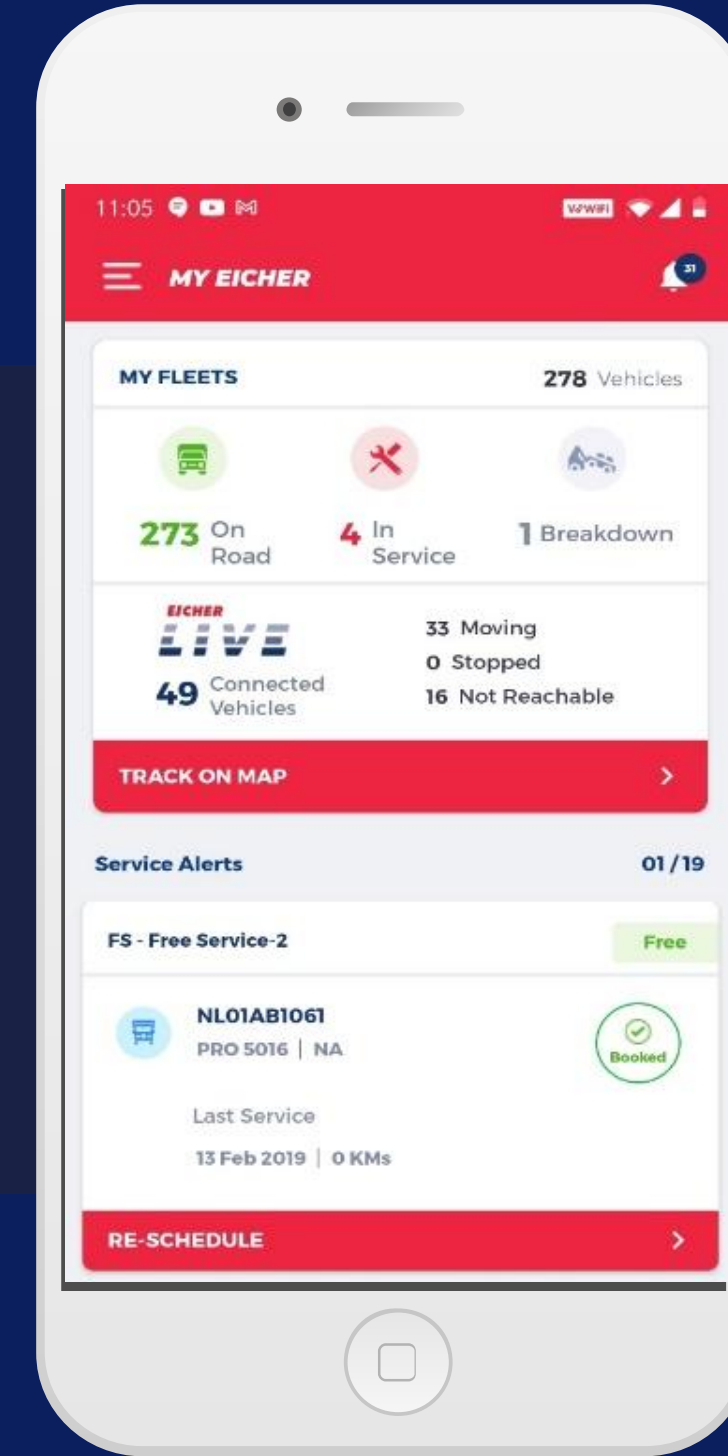 11:05 VoWiFi
MY EICHER 31
MY FLEETS 278 Vehicles
273 On Road 4 In Service 1 Breakdown
EICHER
LIVE
49 Connected Vehicles
33 Moving
0 Stopped
16 Not Reachable
TRACK ON MAP
Service Alerts 01/19
FS - Free Service-2 Free
NL01AB1061
PRO 5016 | NA
Booked
Last Service
13 Feb 2019 | 0 KMs
RE-SCHEDULE